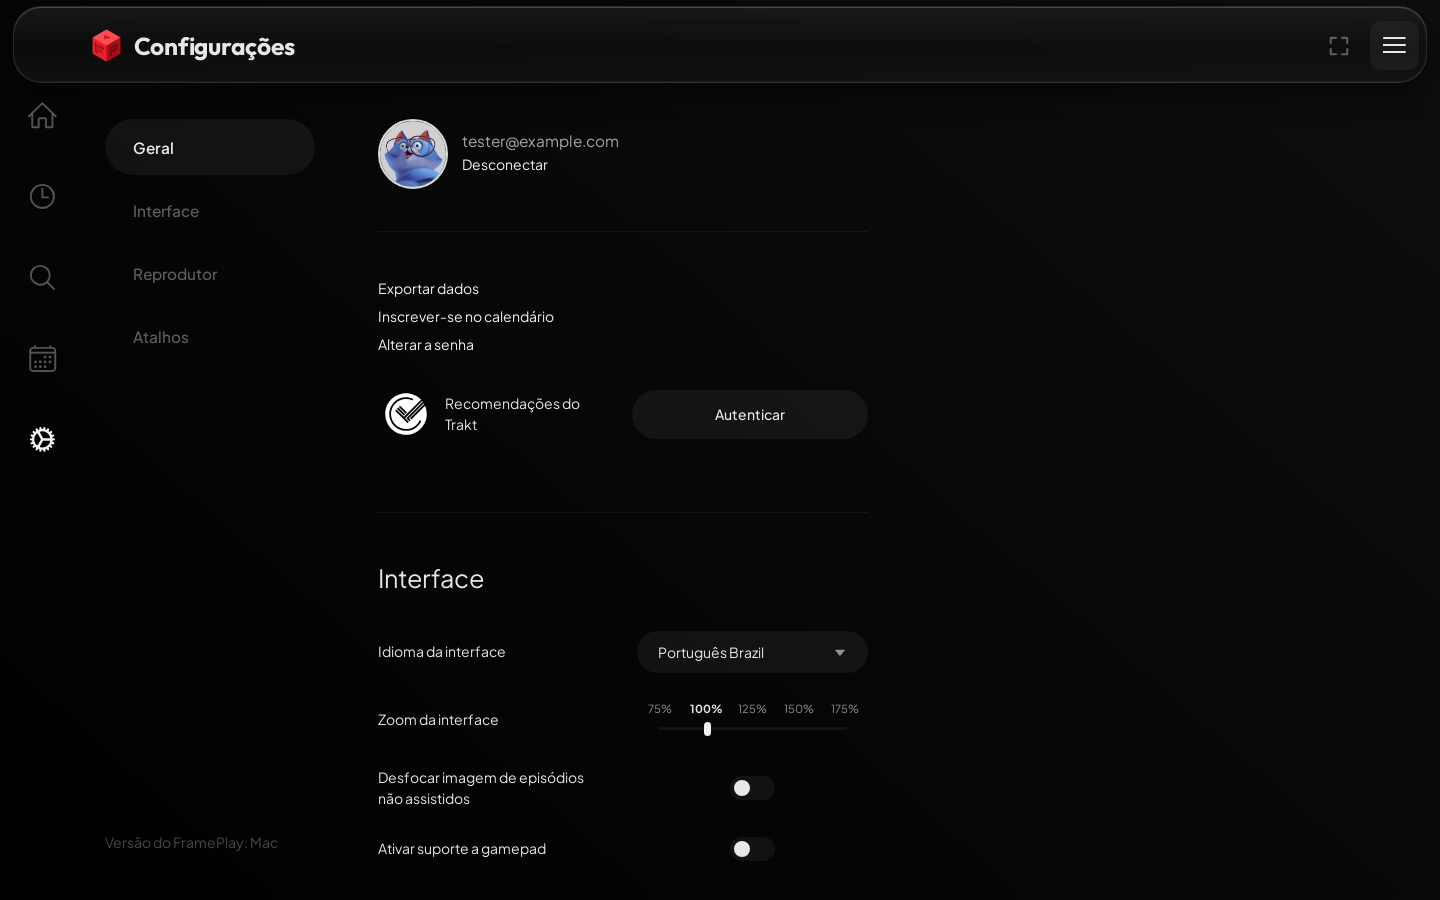 Configurações
Geral
Interface
Reprodutor
Atalhos
tester@example.com
Desconectar
Exportar dados
Inscrever-se no calendário
Alterar a senha
Recomendações do
Trakt
Autenticar
Interface
Idioma da interface
Português Brazil
Zoom da interface
75% 100% 125% 150% 175%
Desfocar imagem de episódios
não assistidos
Ativar suporte a gamepad
Versão do FramePlay: Mac